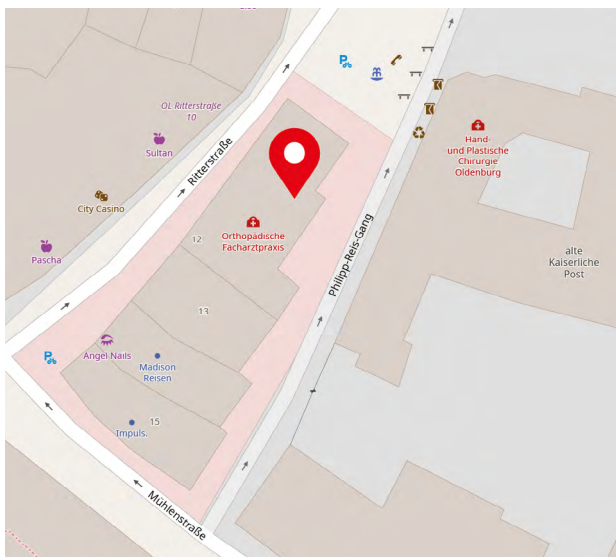 OL Ritterstraße
10
Sultan
City Casino
Pascha
Ritterstraße
Hand-
und Plastische
Chirurgie
Oldenburg
Orthopädische
Facharztpraxis
12
Philipp-Reis-Gang
alte
Kaiserliche
Post
13
Angel Nails
Madison
Reisen
15
Impuls.
Mühlenstraße